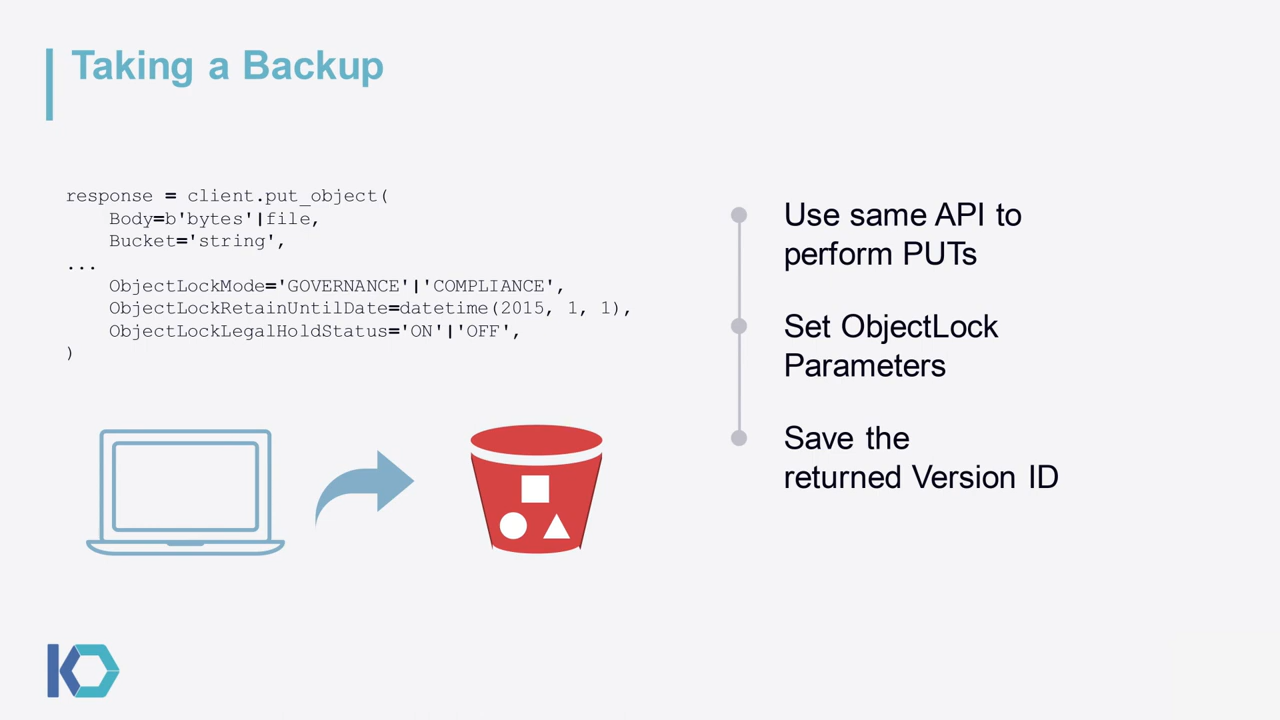 Taking a Backup
response = client.put_object(
    Body=b'bytes'|file,
    Bucket='string',
...
    ObjectLockMode='GOVERNANCE'|'COMPLIANCE',
    ObjectLockRetainUntilDate=datetime(2015, 1, 1),
    ObjectLockLegalHoldStatus='ON'|'OFF',
)
Use same API to
perform PUTs
Set ObjectLock
Parameters
Save the
returned Version ID